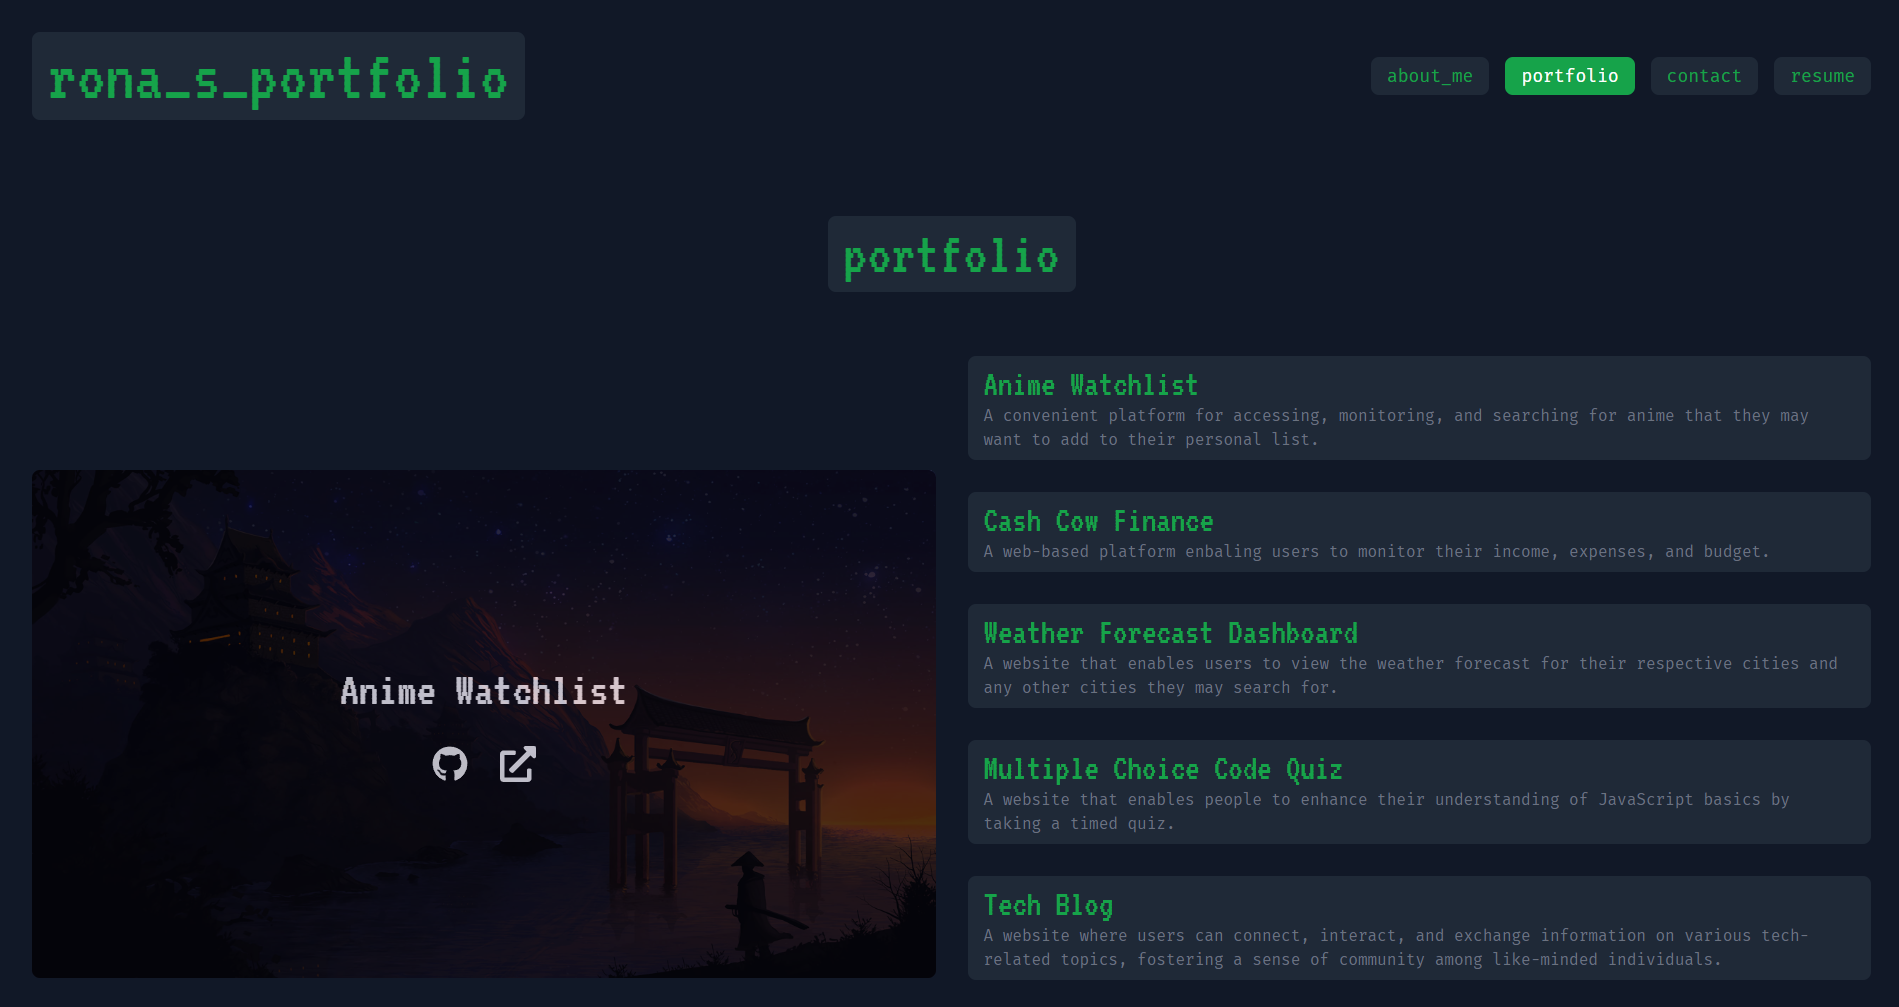 rona_s_portfolio
about_me
portfolio
contact
resume
portfolio
Anime Watchlist
Anime Watchlist
A convenient platform for accessing, monitoring, and searching for anime that they may
want to add to their personal list.
Cash Cow Finance
A web-based platform enbaling users to monitor their income, expenses, and budget.
Weather Forecast Dashboard
A website that enables users to view the weather forecast for their respective cities and
any other cities they may search for.
Multiple Choice Code Quiz
A website that enables people to enhance their understanding of JavaScript basics by
taking a timed quiz.
Tech Blog
A website where users can connect, interact, and exchange information on various tech-
related topics, fostering a sense of community among like-minded individuals.